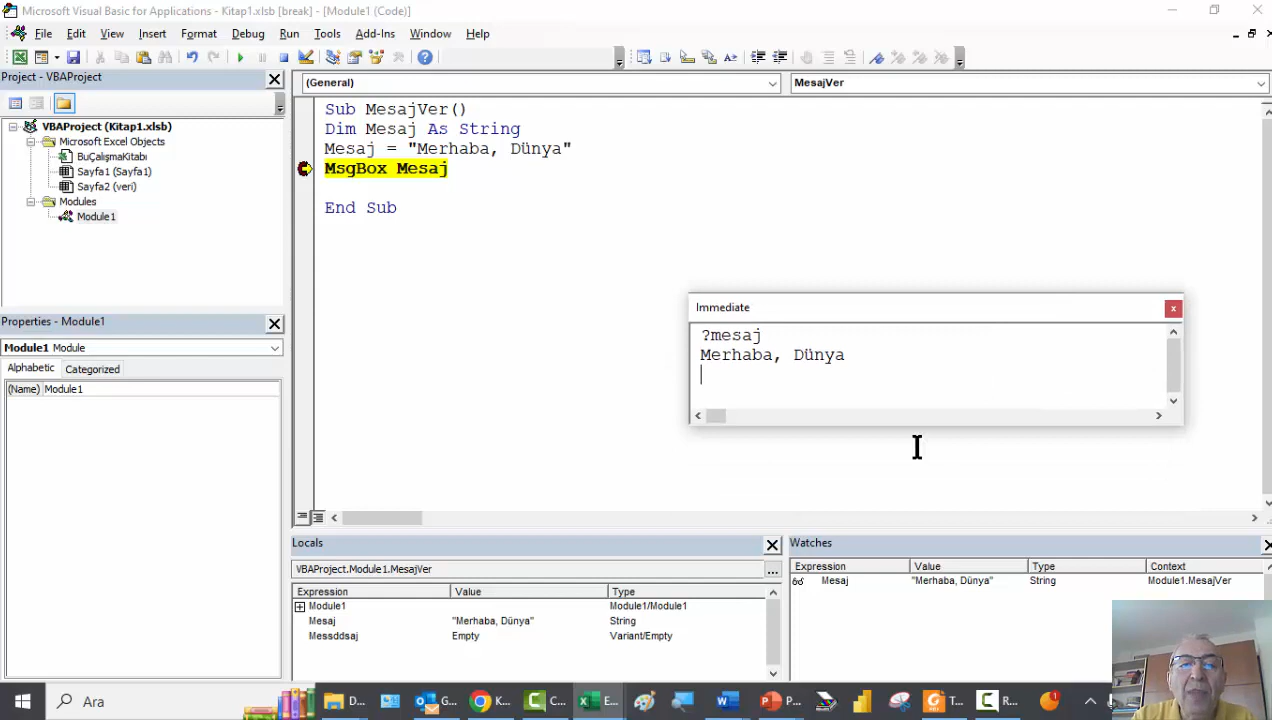 Microsoft Visual Basic for Applications - Kitap1.xlsb [break] - [Module1 (Code)]
File Edit View Insert Format Debug Run Tools Add-Ins Window Help
Project - VBAProject
VBAProject (Kitap1.xlsb)
Microsoft Excel Objects
BuÇalışmaKitabı
Sayfa1 (Sayfa1)
Sayfa2 (veri)
Modules
Module1
Properties - Module1
Module1 Module
Alphabetic Categorized
(Name) Module1
(General) MesajVer
Sub MesajVer()
Dim Mesaj As String
Mesaj = "Merhaba, Dünya"
MsgBox Mesaj
End Sub
Immediate
?mesaj
Merhaba, Dünya
Locals
VBAProject.Module1.MesajVer ...
Expression Value Type
Module1 Module1/Module1
Mesaj "Merhaba, Dünya" String
Messddsaj Empty Variant/Empty
Watches
Expression Value Type Context
Mesaj "Merhaba, Dünya" String Module1.MesajVer
Ara D... G... K... C... E... P... T... R...